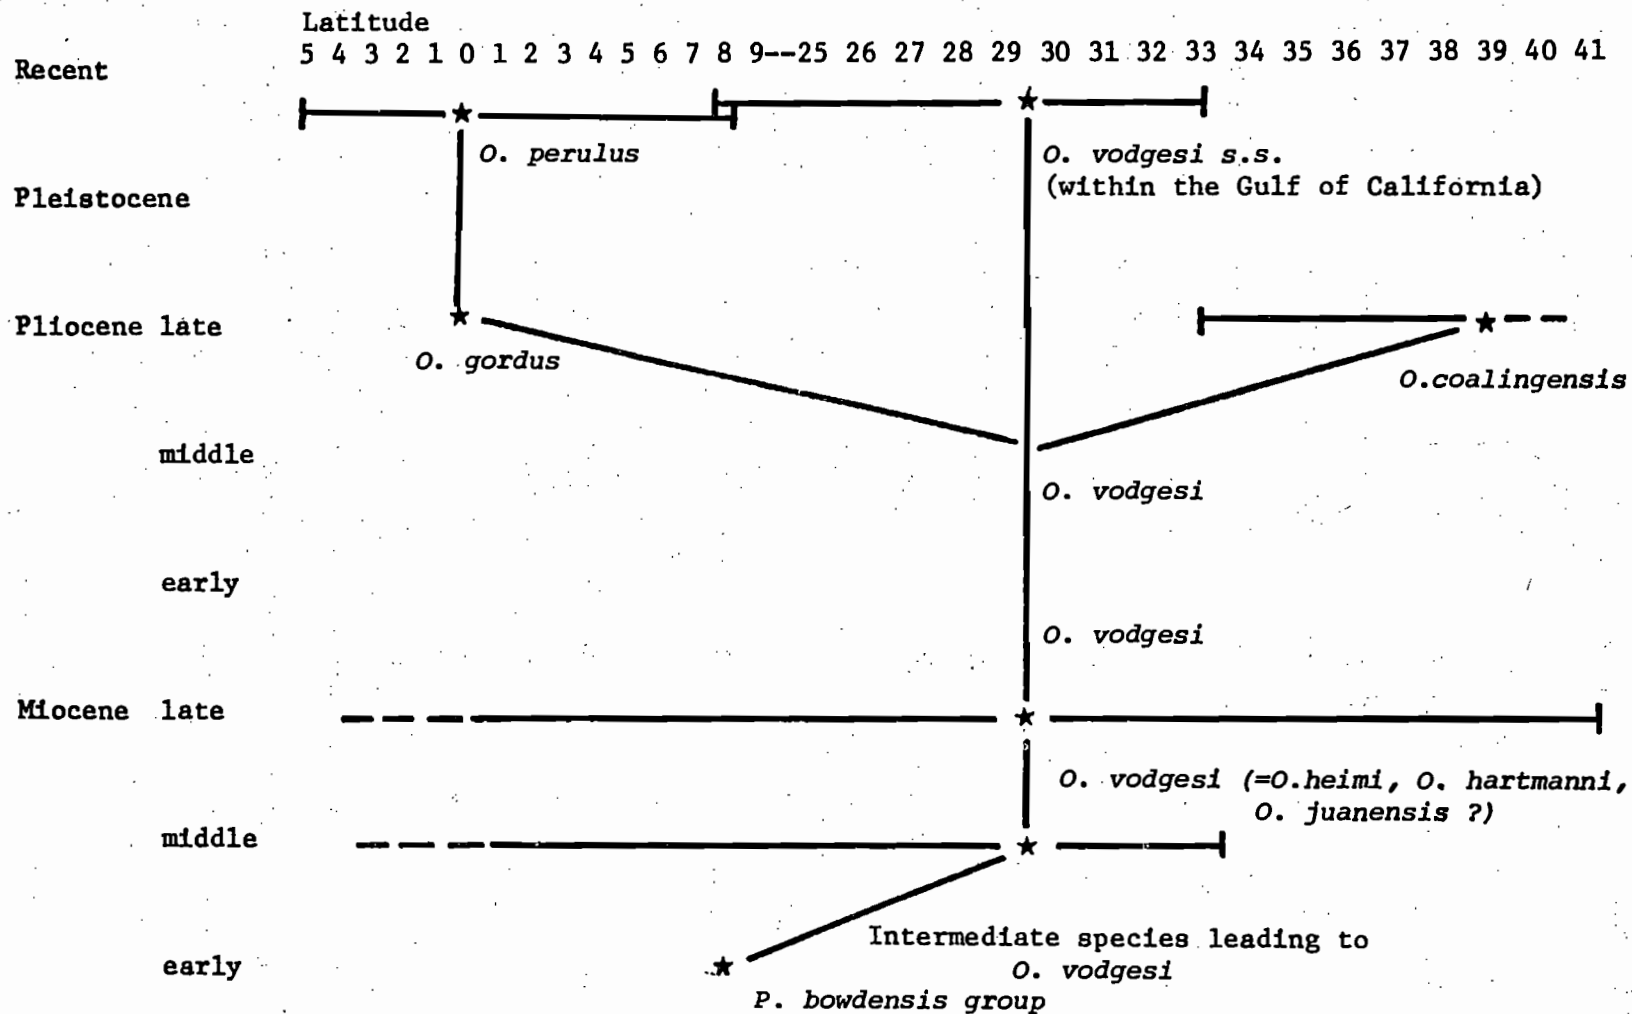 Latitude
5 4 3 2 1 0 1 2 3 4 5 6 7 8 9--25 26 27 28 29 30 31 32 33 34 35 36 37 38 39 40 41
Recent
O. perulus
O. vodgesi s.s.
(within the Gulf of California)
Pleistocene
Pliocene late
O. gordus
O.coalingensis
middle
O. vodgesi
early
O. vodgesi
Miocene late
O. vodgesi (=O.heimi, O. hartmanni,
O. juanensis ?)
middle
Intermediate species leading to
O. vodgesi
early
P. bowdensis group